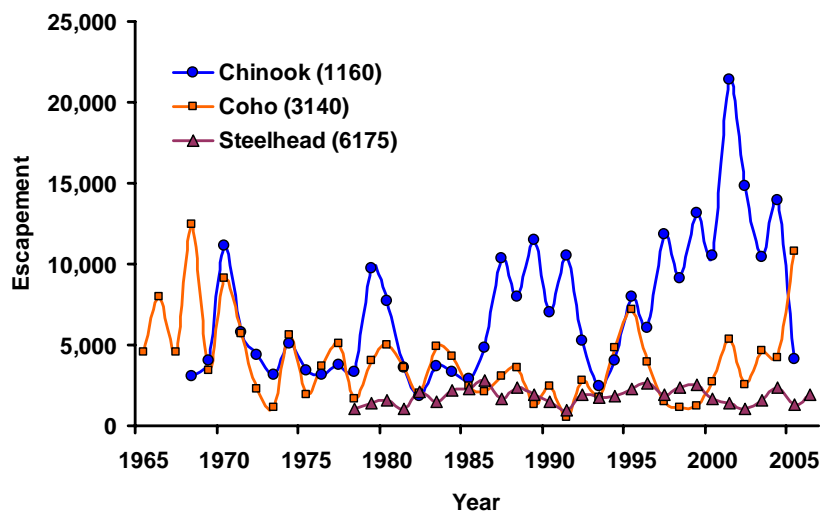 25,000
20,000
15,000
10,000
5,000
0
Escapement
Chinook (1160)
Coho (3140)
Steelhead (6175)
1965 1970 1975 1980 1985 1990 1995 2000 2005
Year